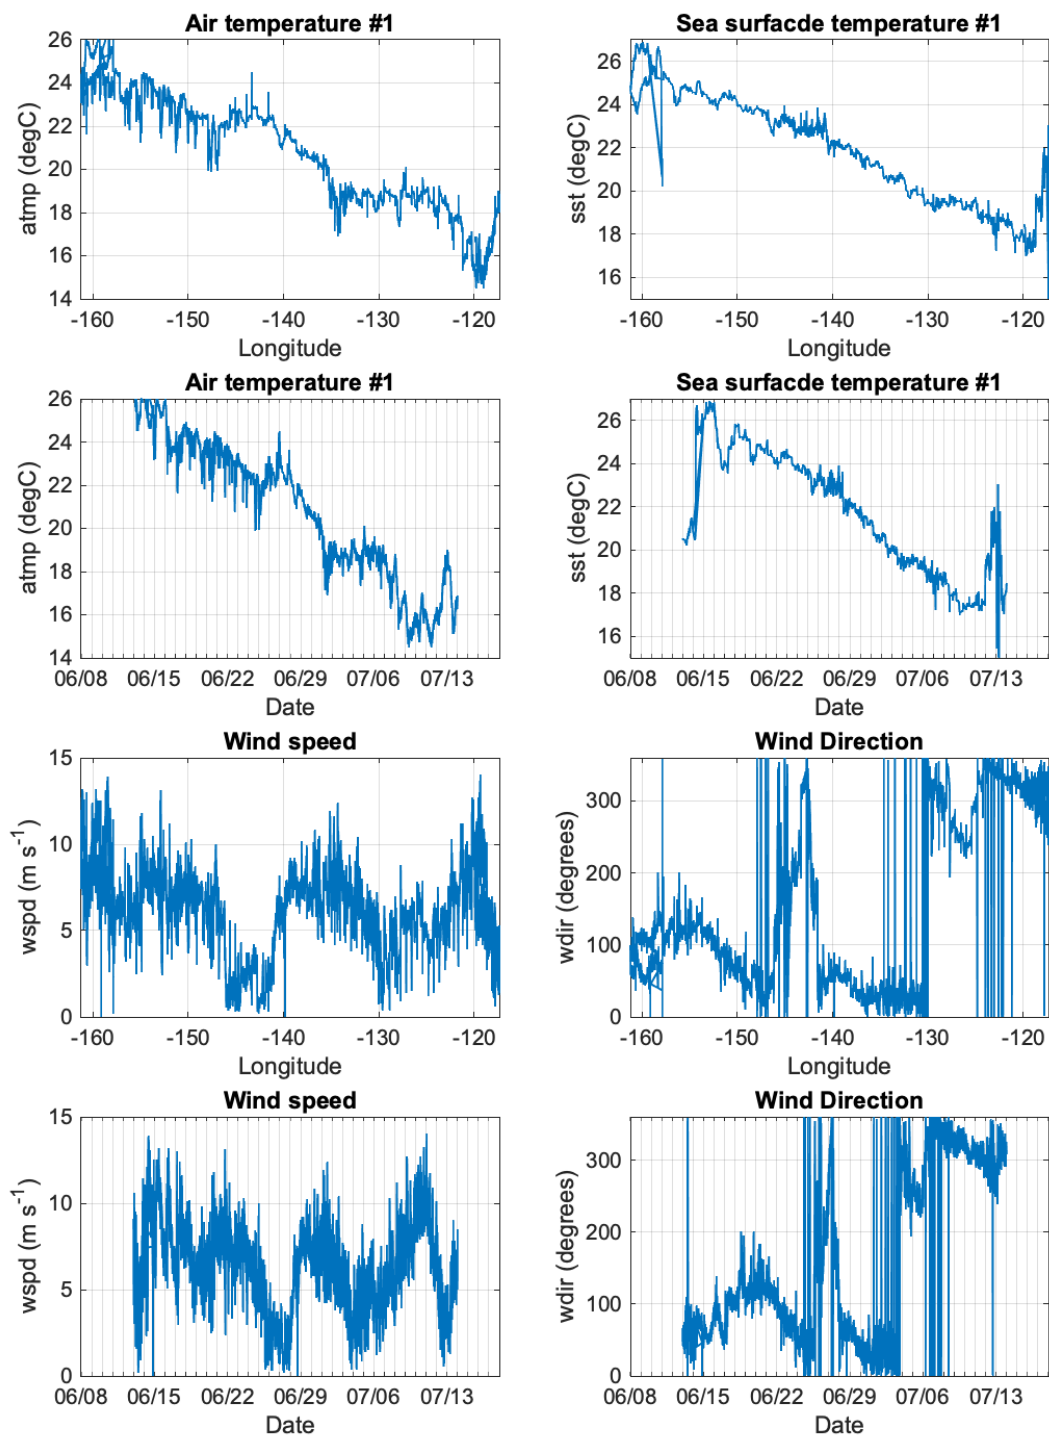 Air temperature #1
26
24
22
20
18
16
14
atmp (degC)
-160 -150 -140 -130 -120
Longitude
Sea surfacde temperature #1
26
24
22
20
18
16
sst (degC)
-160 -150 -140 -130 -120
Longitude
Air temperature #1
26
24
22
20
18
16
14
atmp (degC)
06/08 06/15 06/22 06/29 07/06 07/13
Date
Sea surfacde temperature #1
26
24
22
20
18
16
sst (degC)
06/08 06/15 06/22 06/29 07/06 07/13
Date
Wind speed
15
10
5
0
wspd (m s⁻¹)
-160 -150 -140 -130 -120
Longitude
Wind Direction
300
200
100
0
wdir (degrees)
-160 -150 -140 -130 -120
Longitude
Wind speed
15
10
5
0
wspd (m s⁻¹)
06/08 06/15 06/22 06/29 07/06 07/13
Date
Wind Direction
300
200
100
0
wdir (degrees)
06/08 06/15 06/22 06/29 07/06 07/13
Date